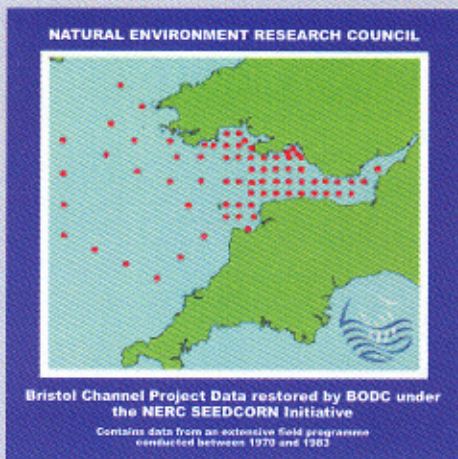 NATURAL ENVIRONMENT RESEARCH COUNCIL
Bristol Channel Project Data restored by BODC under
the NERC SEEDCORN Initiative
Contains data from an extensive field programme
conducted between 1970 and 1983